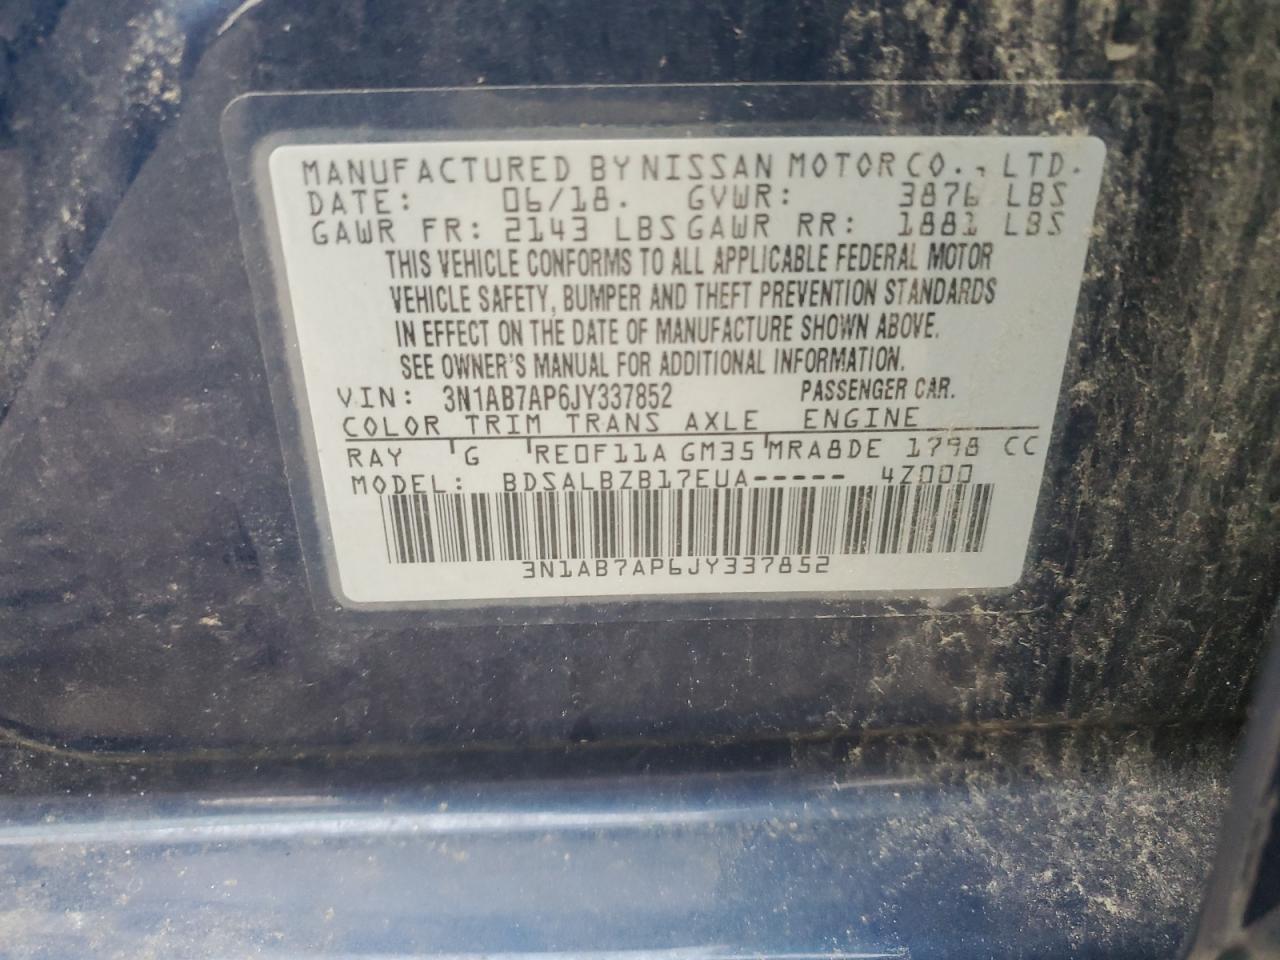 MANUFACTURED BY NISSAN MOTOR CO., LTD.
DATE: 06/18. GVWR: 3876 LBS
GAWR FR: 2143 LBS GAWR RR: 1881 LBS
THIS VEHICLE CONFORMS TO ALL APPLICABLE FEDERAL MOTOR
VEHICLE SAFETY, BUMPER AND THEFT PREVENTION STANDARDS
IN EFFECT ON THE DATE OF MANUFACTURE SHOWN ABOVE.
SEE OWNER'S MANUAL FOR ADDITIONAL INFORMATION.
VIN: 3N1AB7AP6JY337852 PASSENGER CAR.
COLOR TRIM TRANS AXLE ENGINE
RAY G RE0F11A GM35 MRA8DE 1798 CC
MODEL: BDSALBZB17EUA------ 4Z000
3N1AB7AP6JY337852